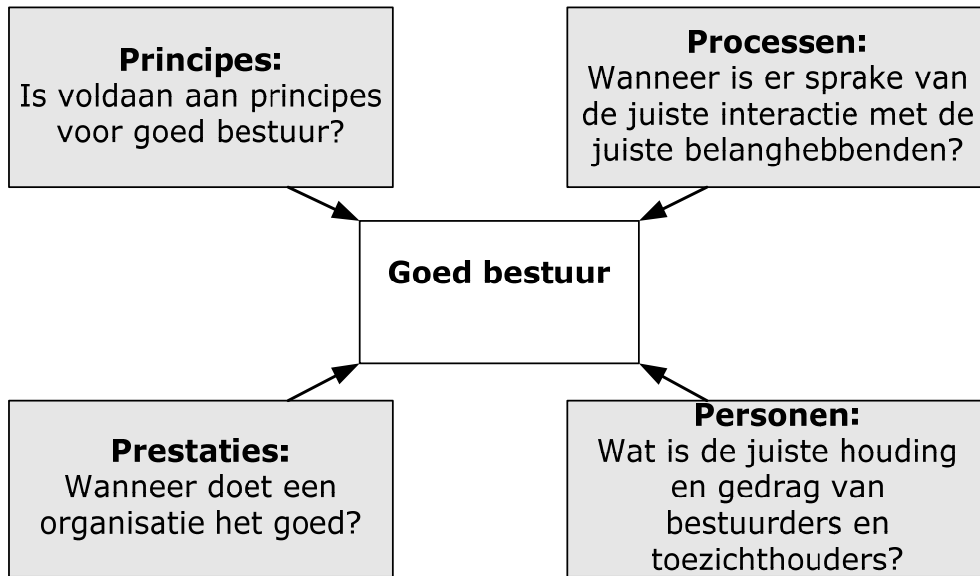 Principes:
Is voldaan aan principes
voor goed bestuur?
Processen:
Wanneer is er sprake van
de juiste interactie met de
juiste belanghebbenden?
Goed bestuur
Prestaties:
Wanneer doet een
organisatie het goed?
Personen:
Wat is de juiste houding
en gedrag van
bestuurders en
toezichthouders?